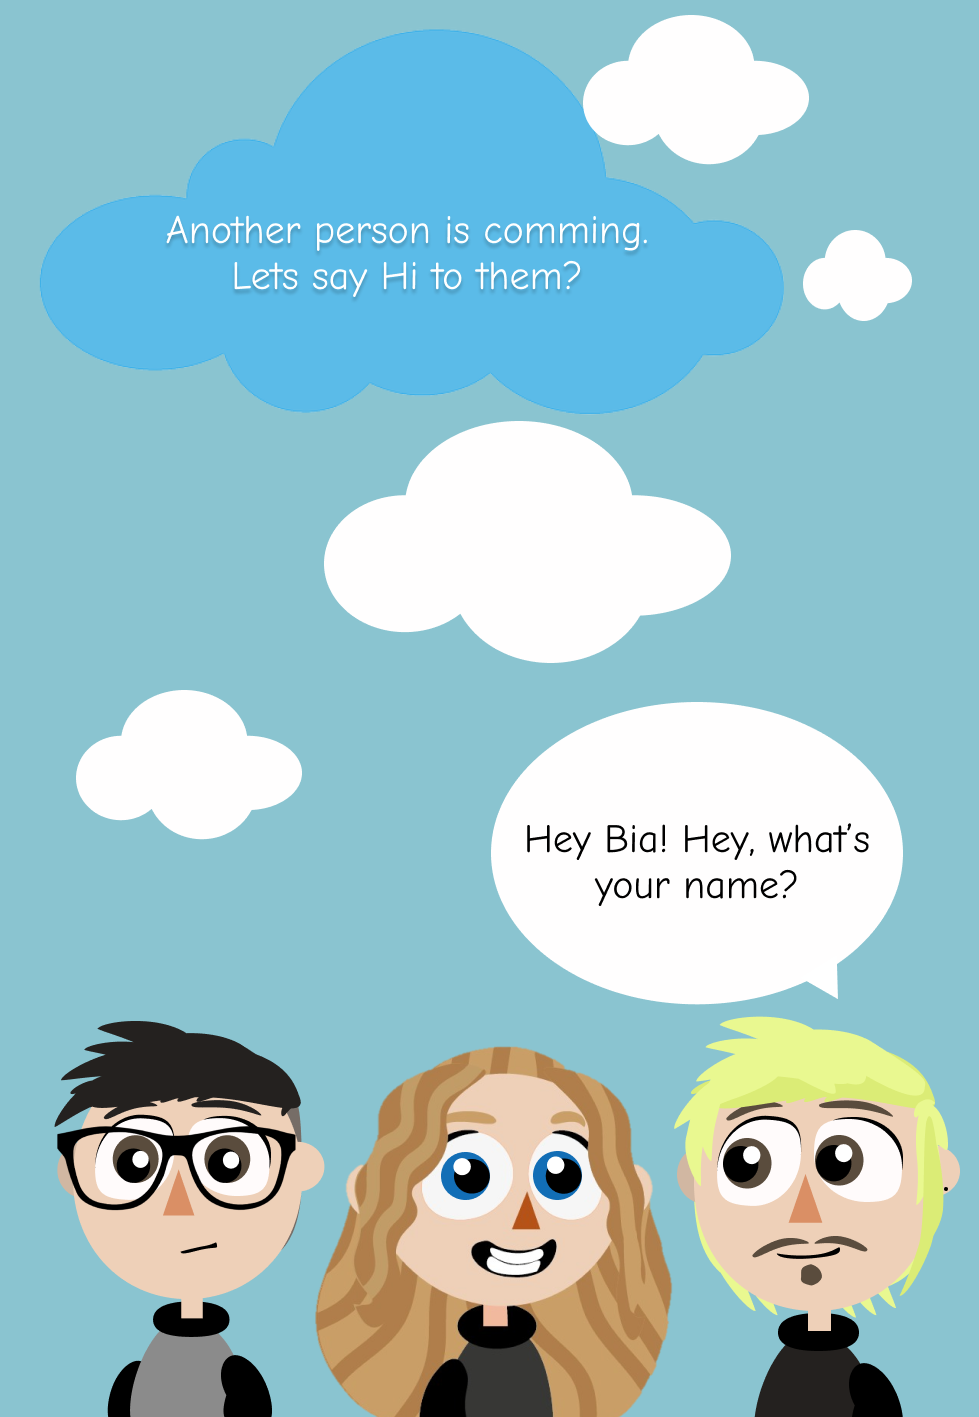 Another person is comming.
Lets say Hi to them?
Hey Bia! Hey, what's
your name?